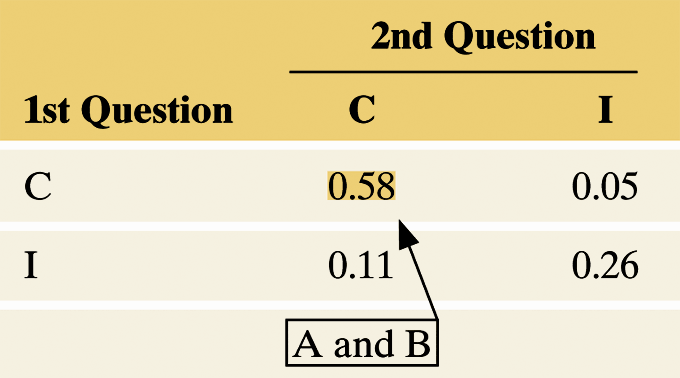 2nd Question
1st Question C I
C 0.58 0.05
I 0.11 0.26
A and B